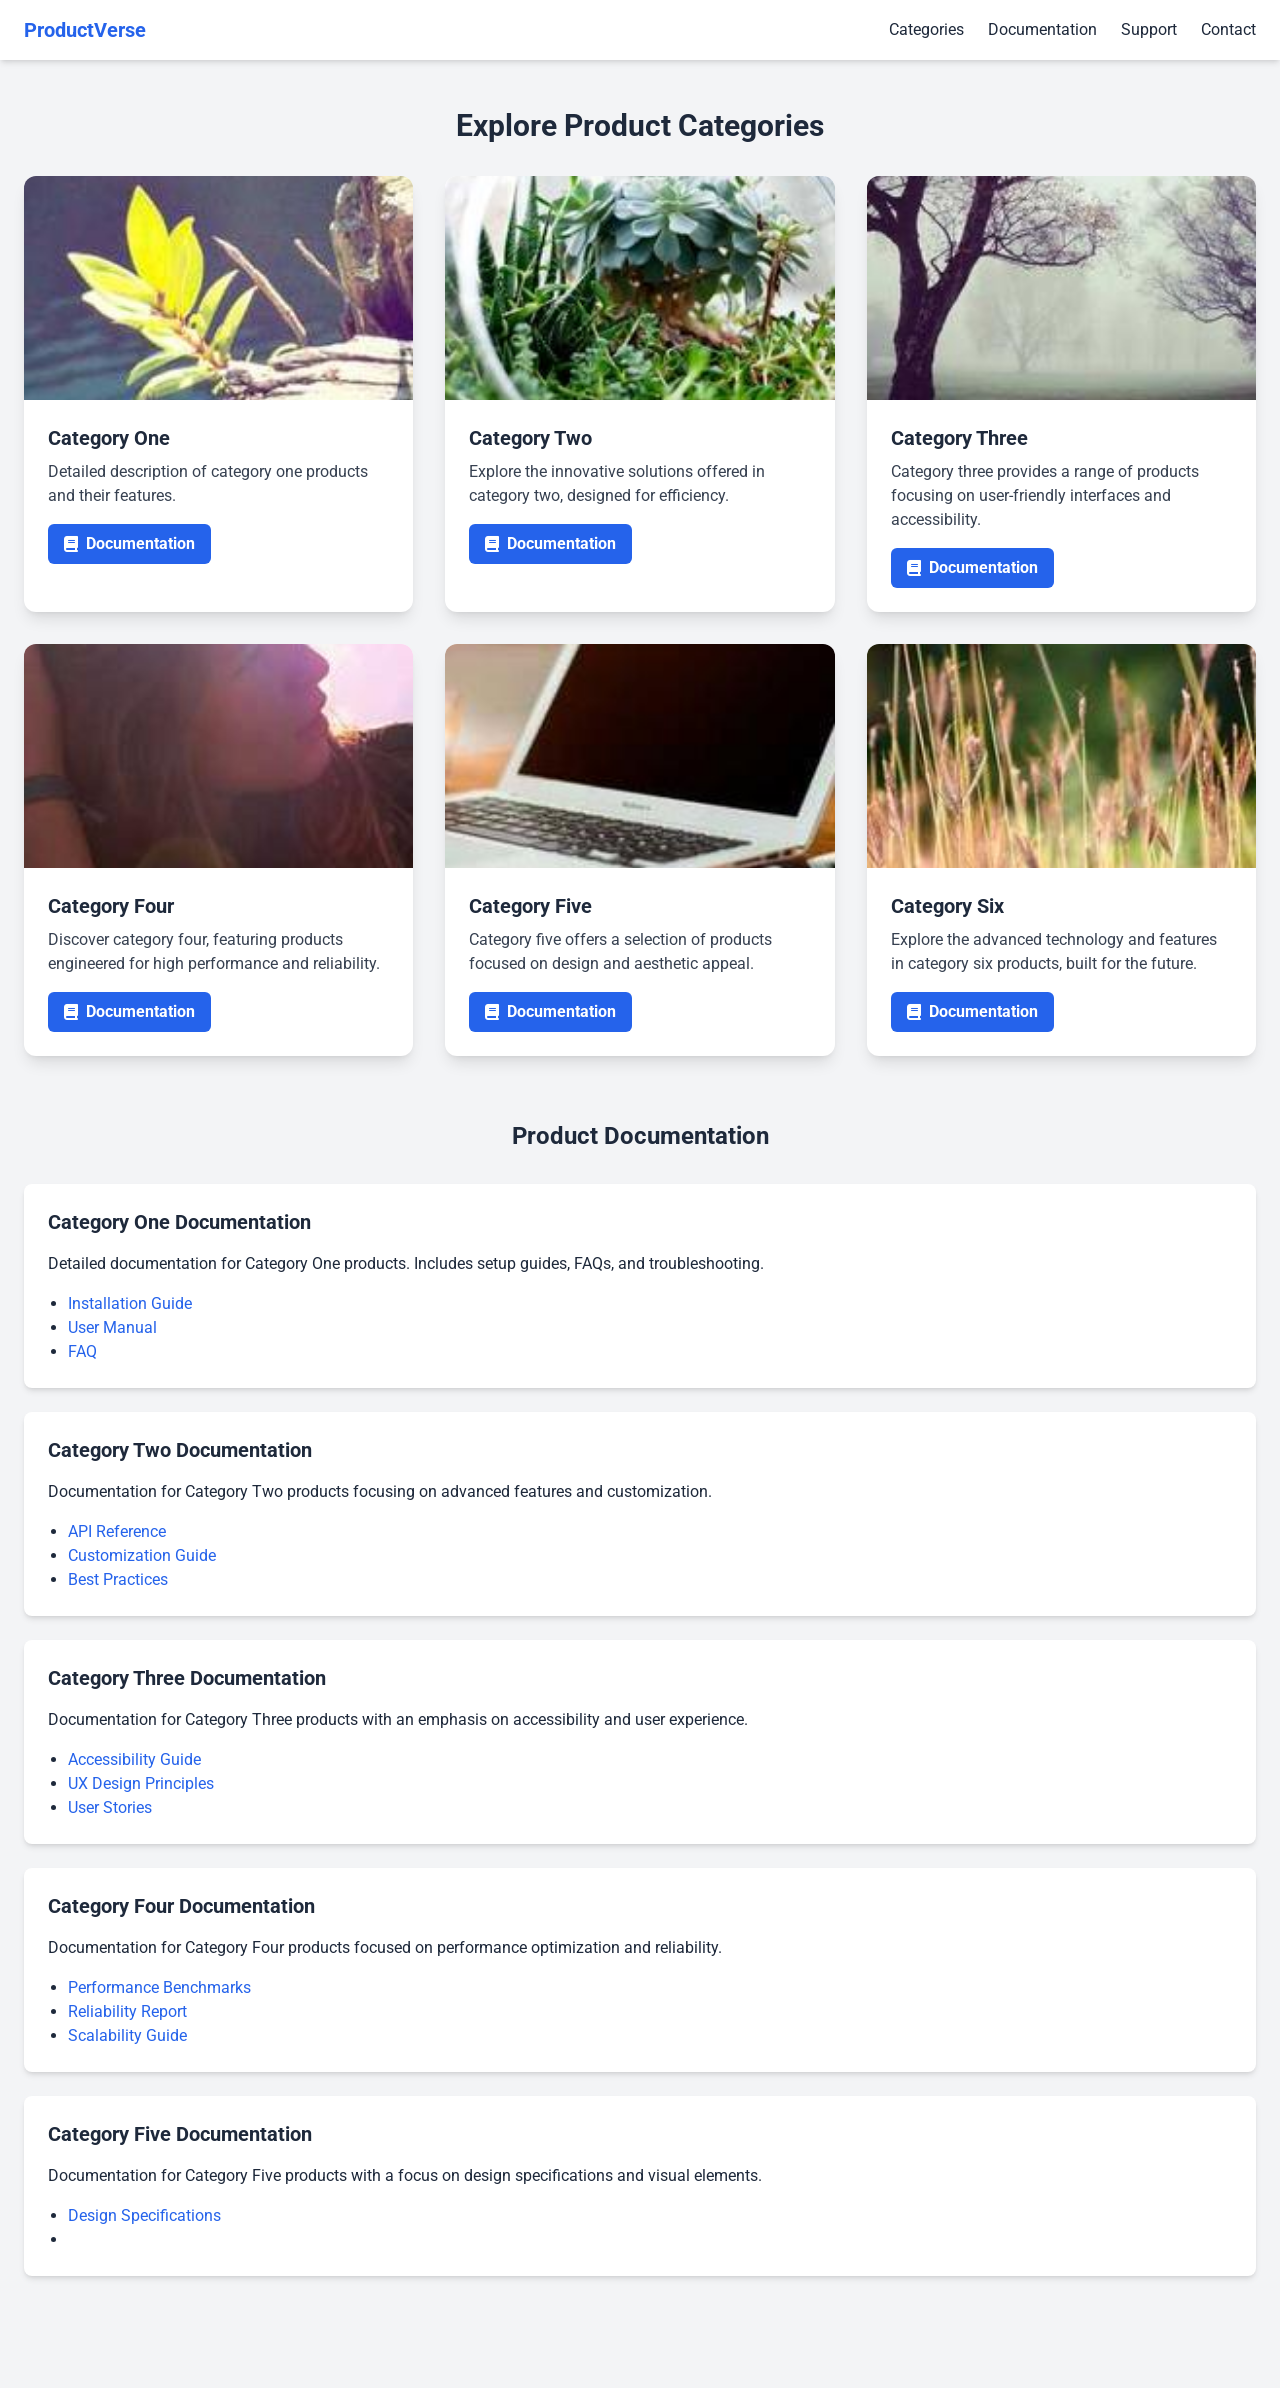 ProductVerse
Categories Documentation Support Contact
Explore Product Categories
Category One
Detailed description of category one products
and their features.
Documentation
Category Two
Explore the innovative solutions offered in
category two, designed for efficiency.
Documentation
Category Three
Category three provides a range of products
focusing on user-friendly interfaces and
accessibility.
Documentation
Category Four
Discover category four, featuring products
engineered for high performance and reliability.
Documentation
Category Five
Category five offers a selection of products
focused on design and aesthetic appeal.
Documentation
Category Six
Explore the advanced technology and features
in category six products, built for the future.
Documentation
Product Documentation
Category One Documentation
Detailed documentation for Category One products. Includes setup guides, FAQs, and troubleshooting.
Installation Guide
User Manual
FAQ
Category Two Documentation
Documentation for Category Two products focusing on advanced features and customization.
API Reference
Customization Guide
Best Practices
Category Three Documentation
Documentation for Category Three products with an emphasis on accessibility and user experience.
Accessibility Guide
UX Design Principles
User Stories
Category Four Documentation
Documentation for Category Four products focused on performance optimization and reliability.
Performance Benchmarks
Reliability Report
Scalability Guide
Category Five Documentation
Documentation for Category Five products with a focus on design specifications and visual elements.
Design Specifications